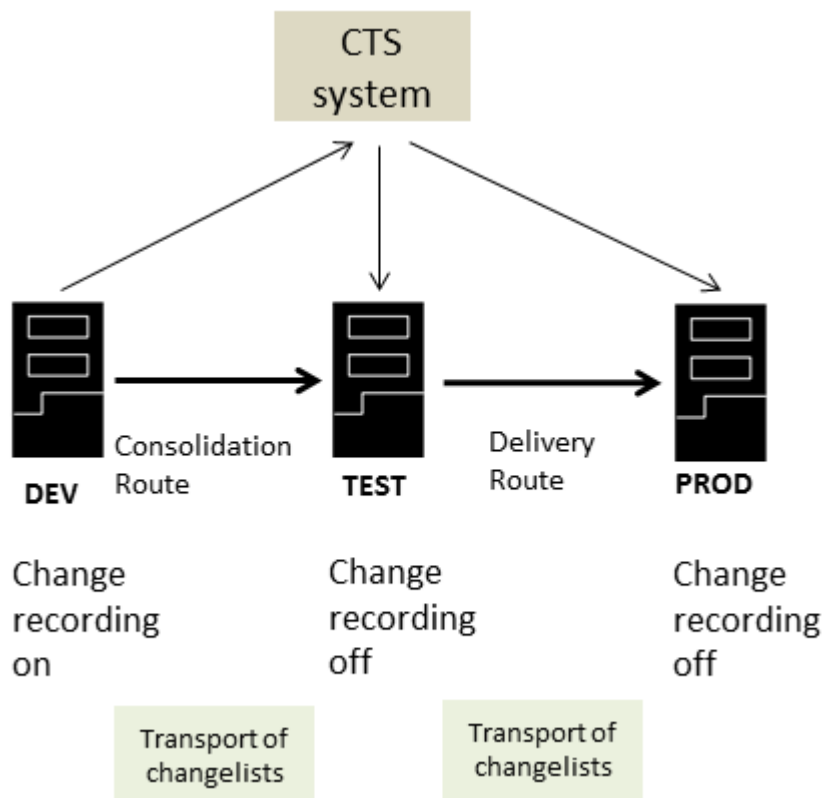 CTS
system
Consolidation
Route
Delivery
Route
DEV
TEST
PROD
Change
recording
on
Change
recording
off
Change
recording
off
Transport of
changelists
Transport of
changelists